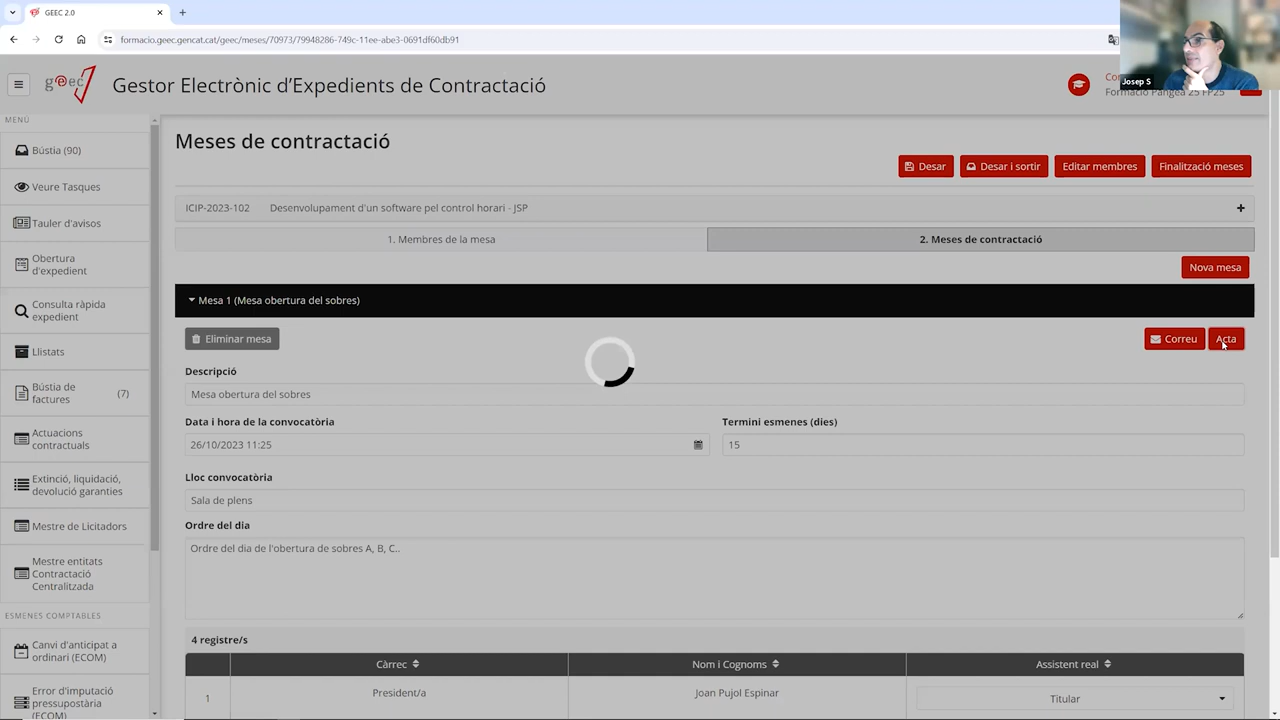 GEEC 2.0
formacio.geec.gencat.cat/geec/meses/70973/79948286-749c-11ee-abe3-0691df60db91
Josep S
geec
Gestor Electrònic d'Expedients de Contractació
Formació Pangea 25 FP25
MENÚ
Bústia (90)
Veure Tasques
Tauler d'avisos
Obertura
d'expedient
Consulta ràpida
expedient
Llistats
Bústia de
factures
(7)
Actuacions
contractuals
Extinció, liquidació,
devolució garanties
Mestre de Licitadors
Mestre entitats
Contractació
Centralitzada
ESMENES COMPTABLES
Canvi d'anticipat a
ordinari (ECOM)
Error d'imputació
pressupostària
(ECOM)
Meses de contractació
Desar
Desar i sortir
Editar membres
Finalització meses
ICIP-2023-102 Desenvolupament d'un software pel control horari - JSP
1. Membres de la mesa
2. Meses de contractació
Nova mesa
Mesa 1 (Mesa obertura del sobres)
Eliminar mesa
Correu
Acta
Descripció
Mesa obertura del sobres
Data i hora de la convocatòria
Termini esmenes (dies)
26/10/2023 11:25
15
Lloc convocatòria
Sala de plens
Ordre del dia
Ordre del dia de l'obertura de sobres A, B, C..
4 registre/s
Càrrec
Nom i Cognoms
Assistent real
1
President/a
Joan Pujol Espinar
Titular